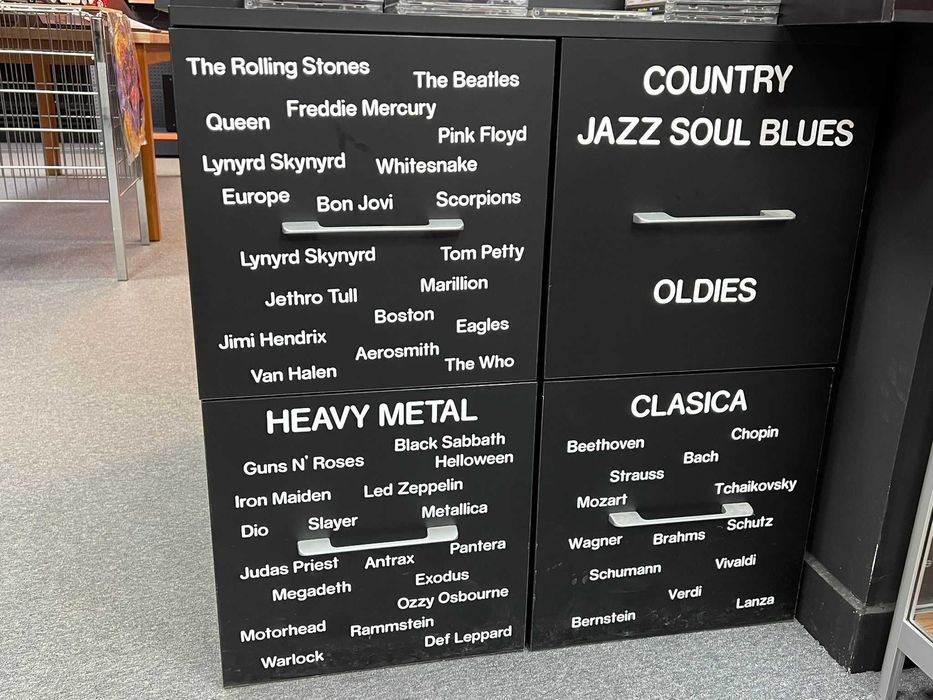 The Rolling Stones
The Beatles
Freddie Mercury
Queen
Pink Floyd
Lynyrd Skynyrd
Whitesnake
Europe
Bon Jovi
Scorpions
Lynyrd Skynyrd
Tom Petty
Jethro Tull
Marillion
Boston
Jimi Hendrix
Eagles
Aerosmith
Van Halen
The Who
COUNTRY
JAZZ SOUL BLUES
OLDIES
HEAVY METAL
Black Sabbath
Guns N' Roses
Helloween
Iron Maiden
Led Zeppelin
Metallica
Dio
Slayer
Pantera
Judas Priest
Antrax
Exodus
Megadeth
Ozzy Osbourne
Motorhead
Rammstein
Def Leppard
Warlock
CLASICA
Chopin
Beethoven
Bach
Strauss
Tchaikovsky
Mozart
Schutz
Wagner
Brahms
Vivaldi
Schumann
Verdi
Lanza
Bernstein